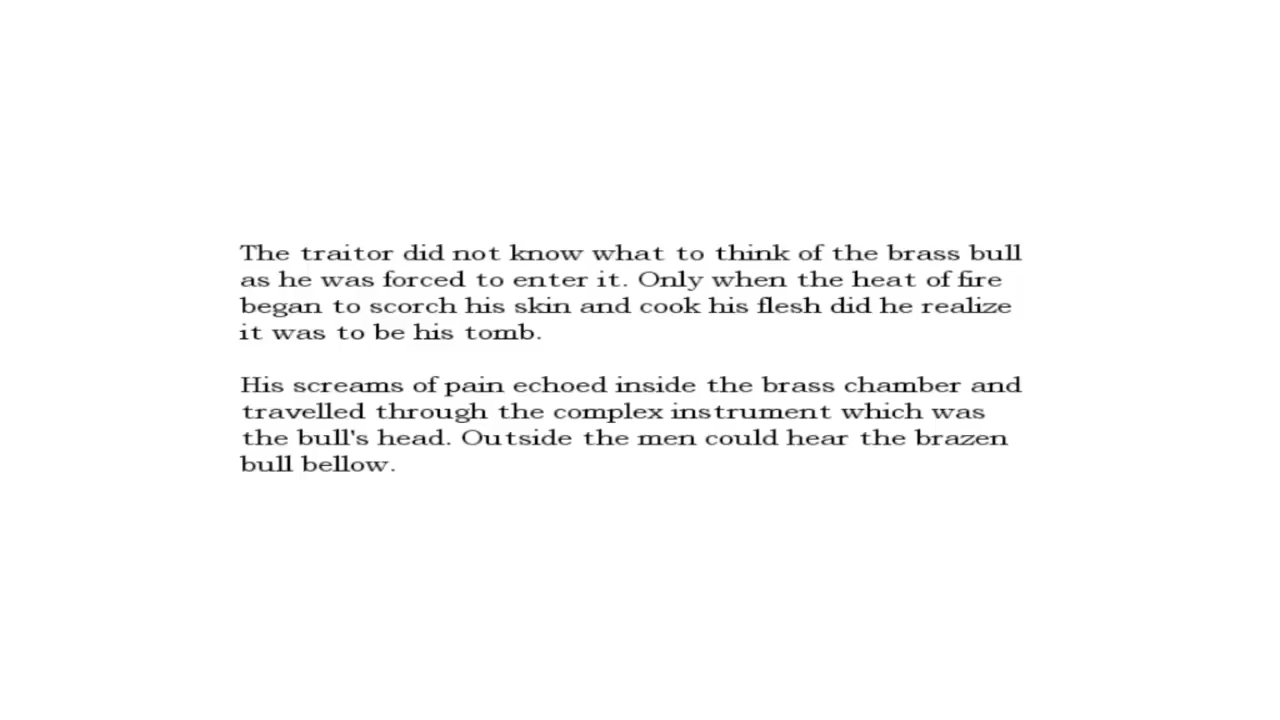 The traitor did not know what to think of the brass bull
as he was forced to enter it. Only when the heat of fire
began to scorch his skin and cook his flesh did he realize
it was to be his tomb.
His screams of pain echoed inside the brass chamber and
travelled through the complex instrument which was
the bull's head. Outside the men could hear the brazen
bull bellow.